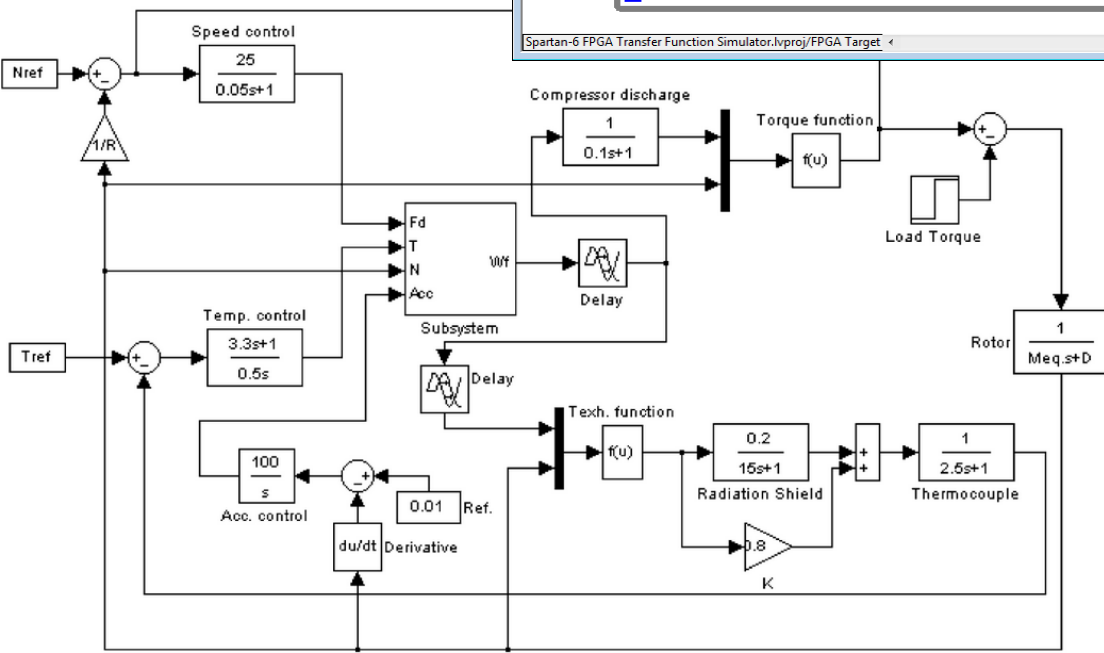 Spartan-6 FPGA Transfer Function Simulator.lvproj/FPGA Target
Speed control
Nref
+
-
25
0.05s+1
1/R
Compressor discharge
1
0.1s+1
Torque function
f(u)
+
-
Load Torque
Fd
T
N
Acc
Wf
Subsystem
Delay
Rotor
1
Meq.s+D
Temp. control
Tref
+
-
3.3s+1
0.5s
Delay
Texh. function
f(u)
0.2
15s+1
Radiation Shield
+
+
1
2.5s+1
Thermocouple
0.8
K
100
s
Acc. control
-
+
0.01
Ref.
du/dt
Derivative